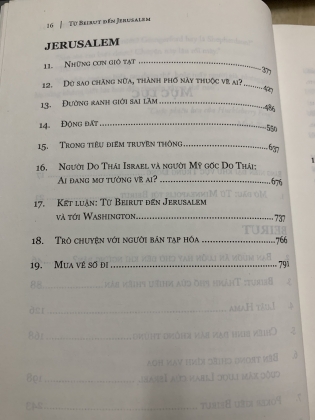 16 | TỪ BEIRUT ĐẾN JERUSALEM
JERUSALEM
11. NHỮNG CƠN GIÓ TẠT 377
12. DÙ SAO CHĂNG NỮA, THÀNH PHỐ NÀY THUỘC VỀ AI? 427
13. ĐƯỜNG RANH GIỚI SAI LẦM 486
14. ĐỘNG ĐẤT 550
15. TRONG TIÊU ĐIỂM TRUYỀN THÔNG 637
16. NGƯỜI DO THÁI ISRAEL VÀ NGƯỜI MỸ GỐC DO THÁI:
AI ĐANG MƠ TƯỞNG VỀ AI? 676
17. KẾT LUẬN: TỪ BEIRUT ĐẾN JERUSALEM
VÀ TỚI WASHINGTON 737
18. TRÒ CHUYỆN VỚI NGƯỜI BÁN TẠP HÓA 766
19. MUA VÉ SỐ ĐI 791